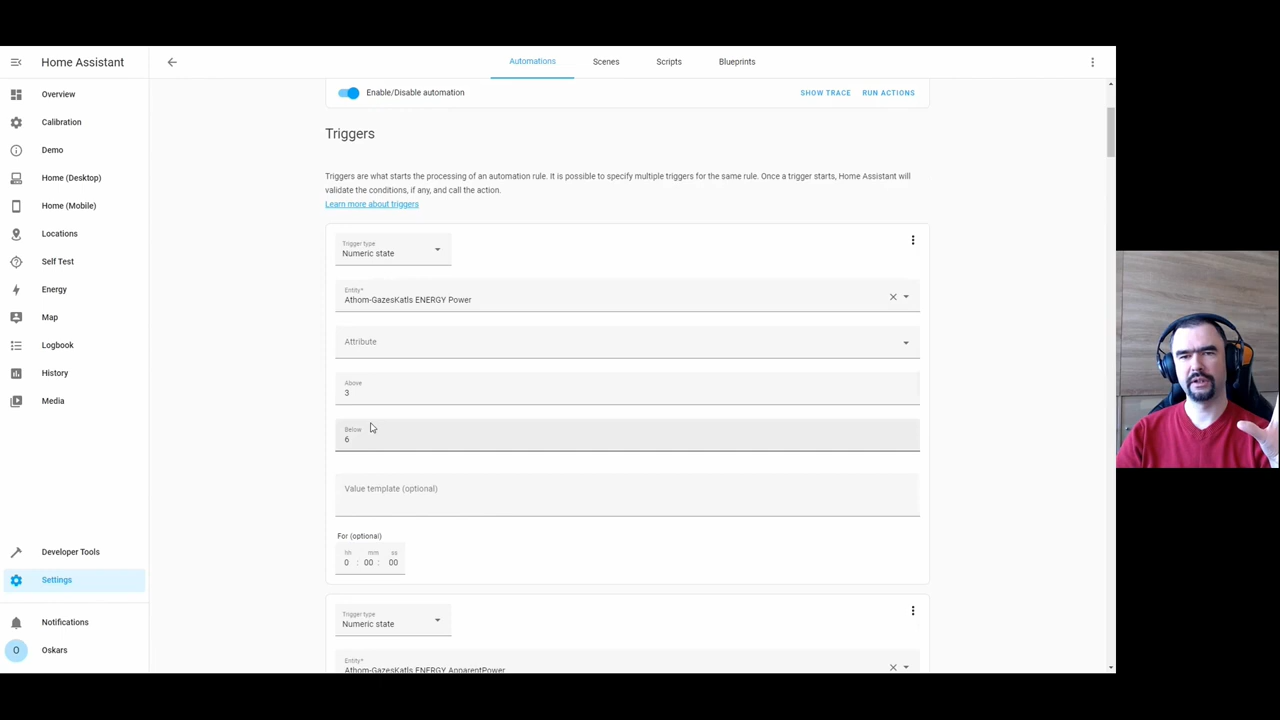 Home Assistant
Overview
Calibration
Demo
Home (Desktop)
Home (Mobile)
Locations
Self Test
Energy
Map
Logbook
History
Media
Developer Tools
Settings
Notifications
O
Oskars
Automations
Scenes
Scripts
Blueprints
Enable/Disable automation
SHOW TRACE
RUN ACTIONS
Triggers
Triggers are what starts the processing of an automation rule. It is possible to specify multiple triggers for the same rule. Once a trigger starts, Home Assistant will
validate the conditions, if any, and call the action.
Learn more about triggers
Trigger type
Numeric state
Entity*
Athom-GazesKatls ENERGY Power
Attribute
Above
3
Below
6
Value template (optional)
For (optional)
hh mm ss
0 : 00 : 00
Trigger type
Numeric state
Entity*
Athom-GazesKatls ENERGY ApparentPower